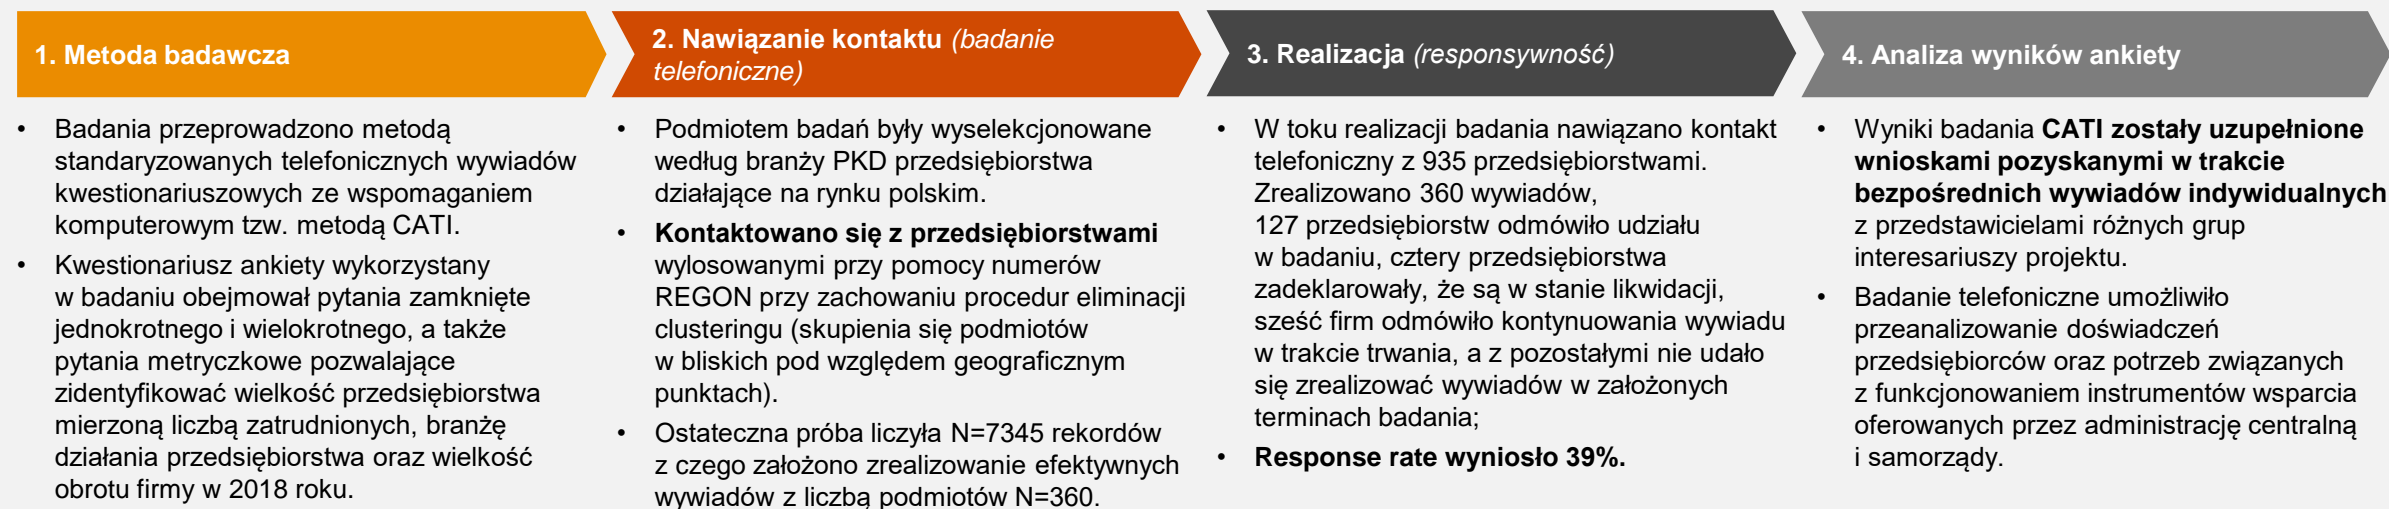 1. Metoda badawcza
• Badania przeprowadzono metodą
standaryzowanych telefonicznych wywiadów
kwestionariuszowych ze wspomaganiem
komputerowym tzw. metodą CATI.
• Kwestionariusz ankiety wykorzystany
w badaniu obejmował pytania zamknięte
jednokrotnego i wielokrotnego, a także
pytania metryczkowe pozwalające
zidentyfikować wielkość przedsiębiorstwa
mierzoną liczbą zatrudnionych, branżę
działania przedsiębiorstwa oraz wielkość
obrotu firmy w 2018 roku.
2. Nawiązanie kontaktu (badanie
telefoniczne)
• Podmiotem badań były wyselekcjonowane
według branży PKD przedsiębiorstwa
działające na rynku polskim.
• Kontaktowano się z przedsiębiorstwami
wylosowanymi przy pomocy numerów
REGON przy zachowaniu procedur eliminacji
clusteringu (skupienia się podmiotów
w bliskich pod względem geograficznym
punktach).
• Ostateczna próba liczyła N=7345 rekordów
z czego założono zrealizowanie efektywnych
wywiadów z liczbą podmiotów N=360.
3. Realizacja (responsywność)
• W toku realizacji badania nawiązano kontakt
telefoniczny z 935 przedsiębiorstwami.
Zrealizowano 360 wywiadów,
127 przedsiębiorstw odmówiło udziału
w badaniu, cztery przedsiębiorstwa
zadeklarowały, że są w stanie likwidacji,
sześć firm odmówiło kontynuowania wywiadu
w trakcie trwania, a z pozostałymi nie udało
się zrealizować wywiadów w założonych
terminach badania;
• Response rate wyniosło 39%.
4. Analiza wyników ankiety
• Wyniki badania CATI zostały uzupełnione
wnioskami pozyskanymi w trakcie
bezpośrednich wywiadów indywidualnych
z przedstawicielami różnych grup
interesariuszy projektu.
• Badanie telefoniczne umożliwiło
przeanalizowanie doświadczeń
przedsiębiorców oraz potrzeb związanych
z funkcjonowaniem instrumentów wsparcia
oferowanych przez administrację centralną
i samorządy.